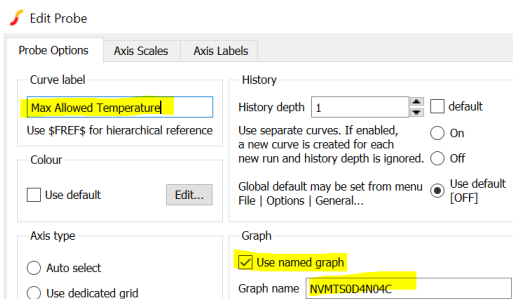 Edit Probe
Probe Options Axis Scales Axis Labels
Curve label
Max Allowed Temperature
Use $FREF$ for hierarchical reference
Colour
Use default Edit...
Axis type
Auto select
Use dedicated grid
History
History depth 1 default
Use separate curves. If enabled,
a new curve is created for each
new run and history depth is ignored.
On
Off
Global default may be set from menu
File | Options | General...
Use default
[OFF]
Graph
Use named graph
Graph name NVMTS0D4N04C